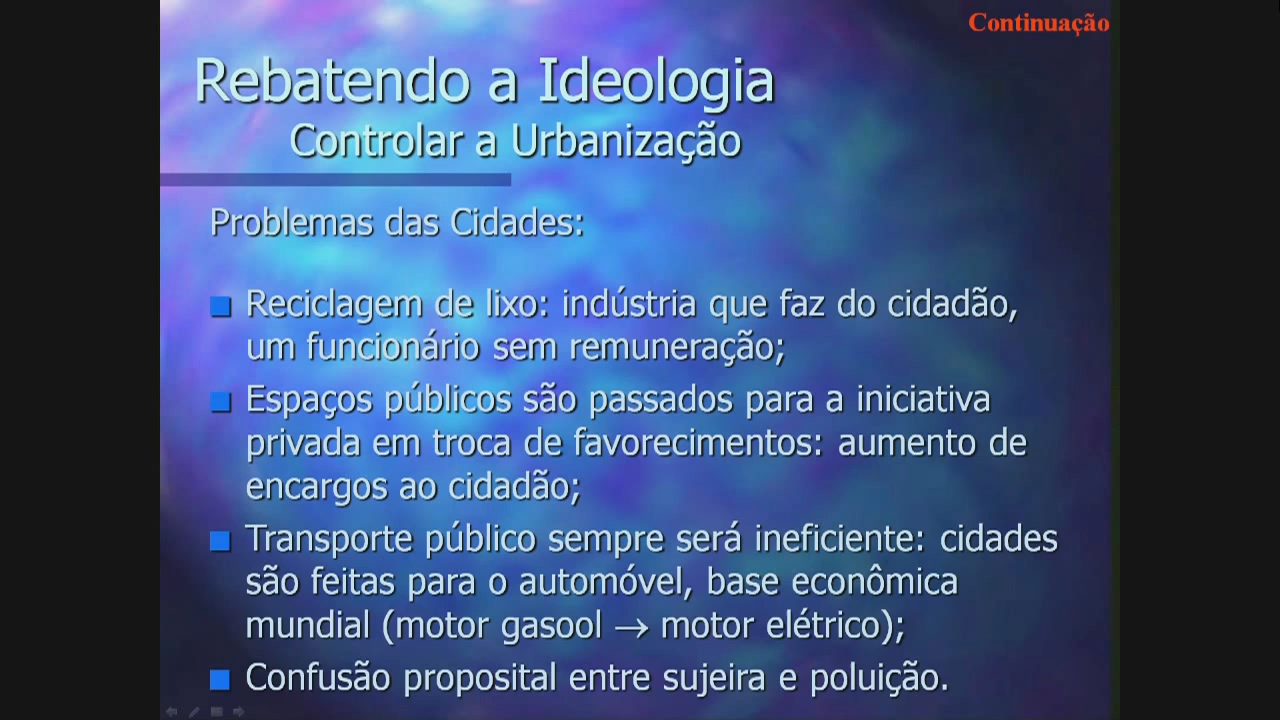 Continuação
Rebatendo a Ideologia
Controlar a Urbanização
Problemas das Cidades:
Reciclagem de lixo: indústria que faz do cidadão,
um funcionário sem remuneração;
Espaços públicos são passados para a iniciativa
privada em troca de favorecimentos: aumento de
encargos ao cidadão;
Transporte público sempre será ineficiente: cidades
são feitas para o automóvel, base econômica
mundial (motor gasool → motor elétrico);
Confusão proposital entre sujeira e poluição.